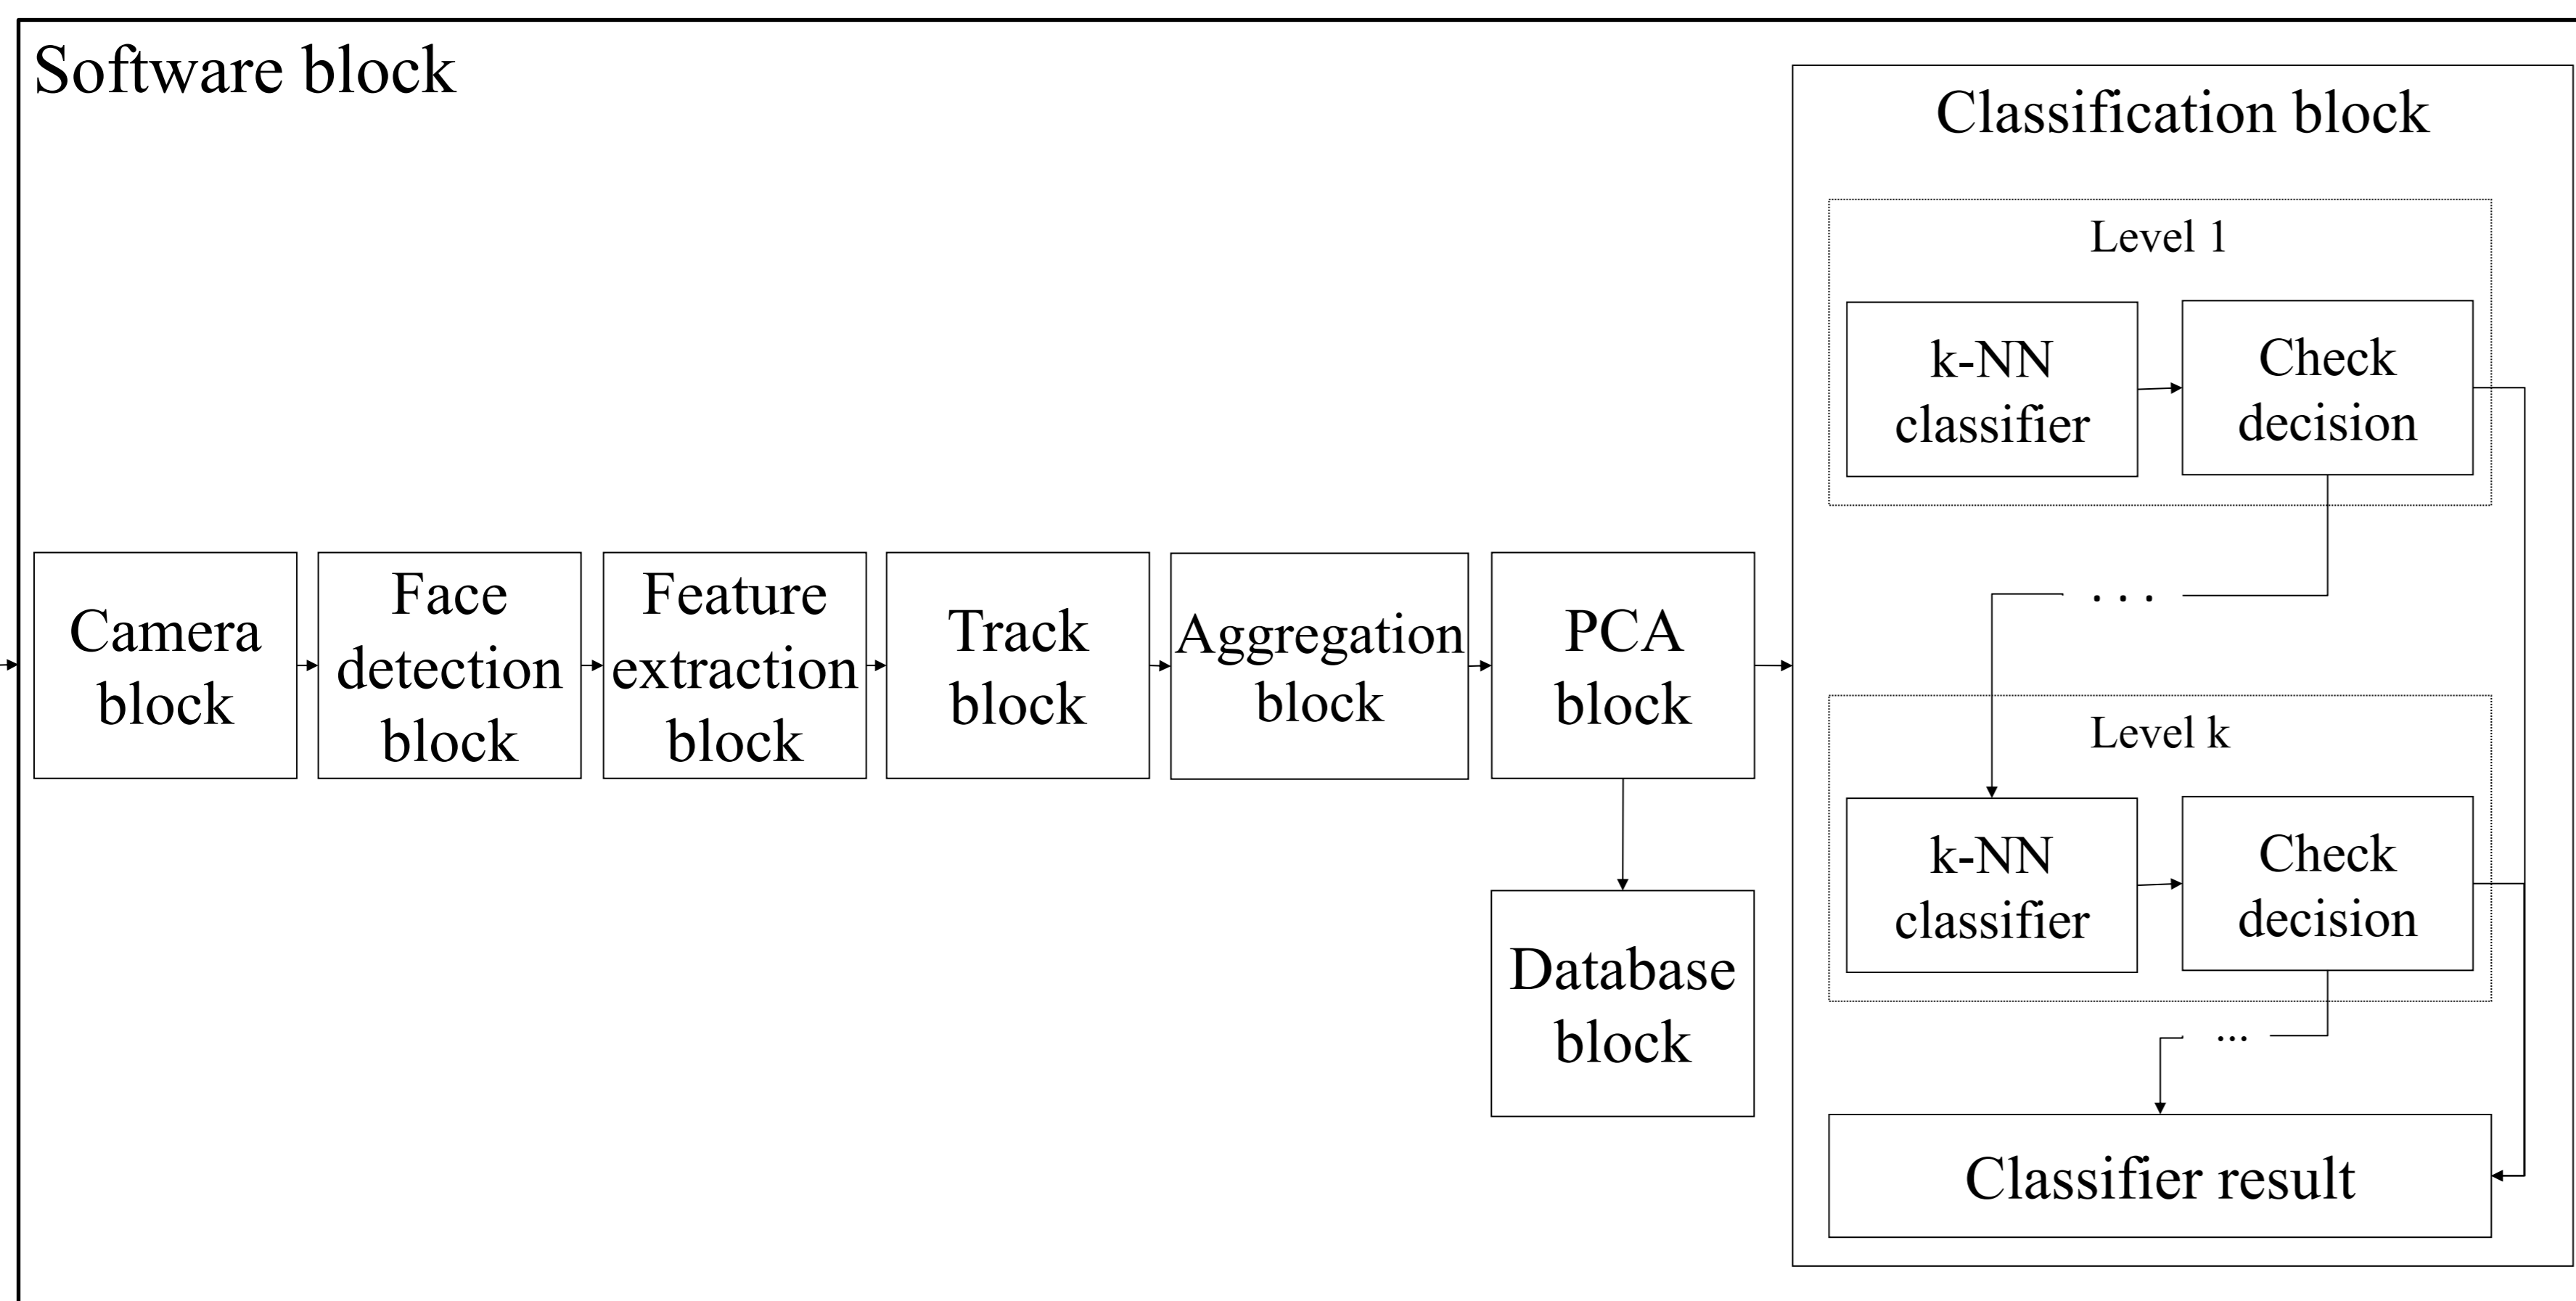 Software block
Camera
block
Face
detection
block
Feature
extraction
block
Track
block
Aggregation
block
PCA
block
Database
block
Classification block
Level 1
k-NN
classifier
Check
decision
. . .
Level k
k-NN
classifier
Check
decision
...
Classifier result